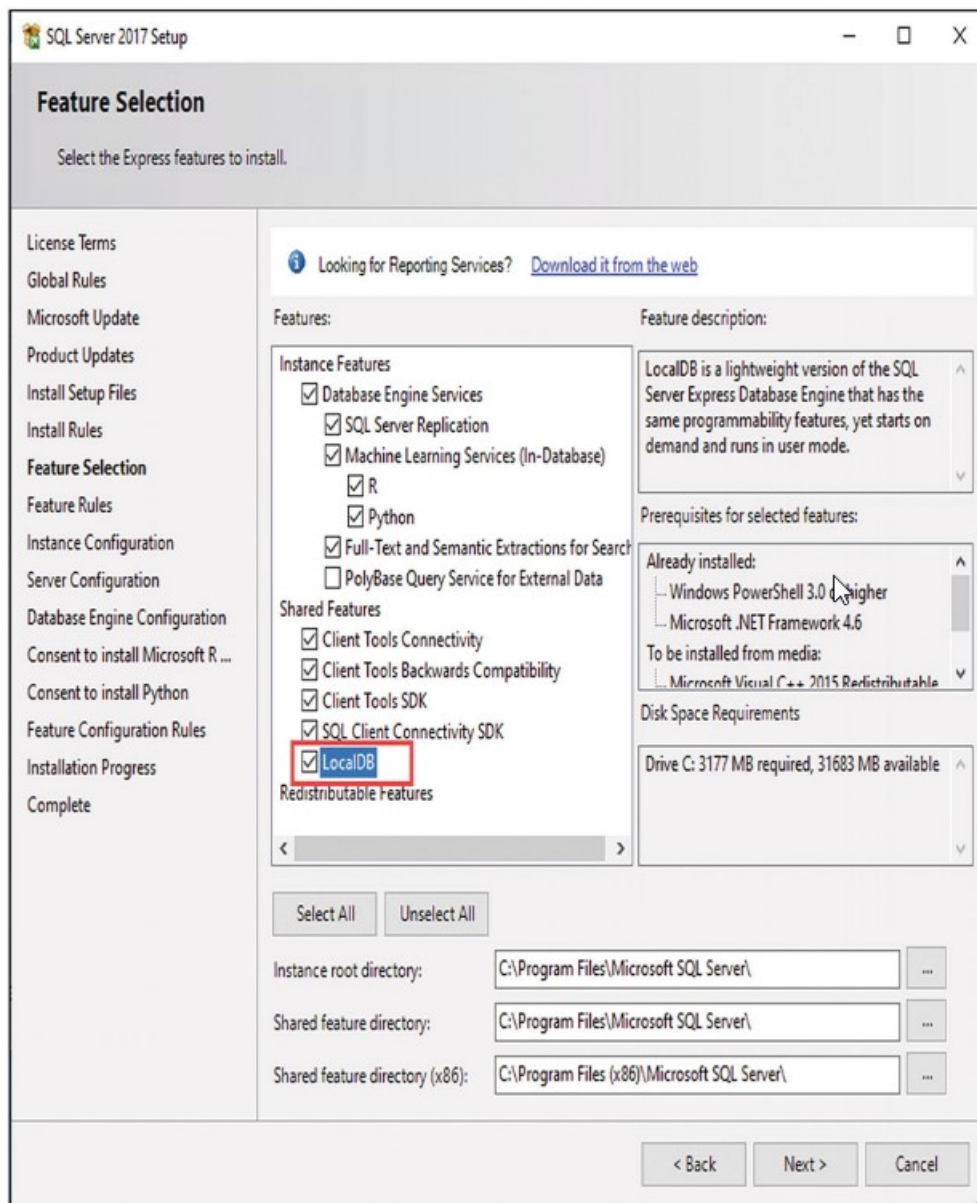 SQL Server 2017 Setup
Feature Selection
Select the Express features to install.
License Terms
Global Rules
Microsoft Update
Product Updates
Install Setup Files
Install Rules
Feature Selection
Feature Rules
Instance Configuration
Server Configuration
Database Engine Configuration
Consent to install Microsoft R ...
Consent to install Python
Feature Configuration Rules
Installation Progress
Complete
Looking for Reporting Services? Download it from the web
Features:
Instance Features
Database Engine Services
SQL Server Replication
Machine Learning Services (In-Database)
R
Python
Full-Text and Semantic Extractions for Search
PolyBase Query Service for External Data
Shared Features
Client Tools Connectivity
Client Tools Backwards Compatibility
Client Tools SDK
SQL Client Connectivity SDK
LocalDB
Redistributable Features
Feature description:
LocalDB is a lightweight version of the SQL
Server Express Database Engine that has the
same programmability features, yet starts on
demand and runs in user mode.
Prerequisites for selected features:
Already installed:
Windows PowerShell 3.0 or higher
Microsoft .NET Framework 4.6
To be installed from media:
Microsoft Visual C++ 2015 Redistributable
Disk Space Requirements
Drive C: 3177 MB required, 31683 MB available
Select All
Unselect All
Instance root directory: C:\Program Files\Microsoft SQL Server\ ...
Shared feature directory: C:\Program Files\Microsoft SQL Server\ ...
Shared feature directory (x86): C:\Program Files (x86)\Microsoft SQL Server\ ...
< Back
Next >
Cancel